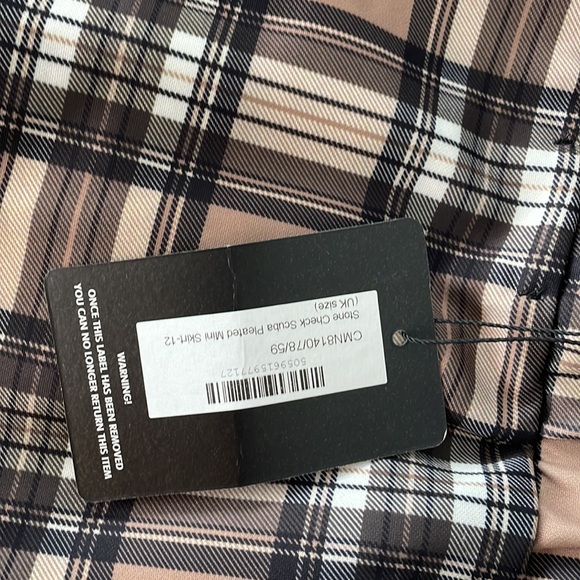 5059615977127
CMN8140/78/59
Stone Check Scuba Pleated Mini Skirt-12
(UK size)
WARNING!
ONCE THIS LABEL HAS BEEN REMOVED
YOU CAN NO LONGER RETURN THIS ITEM